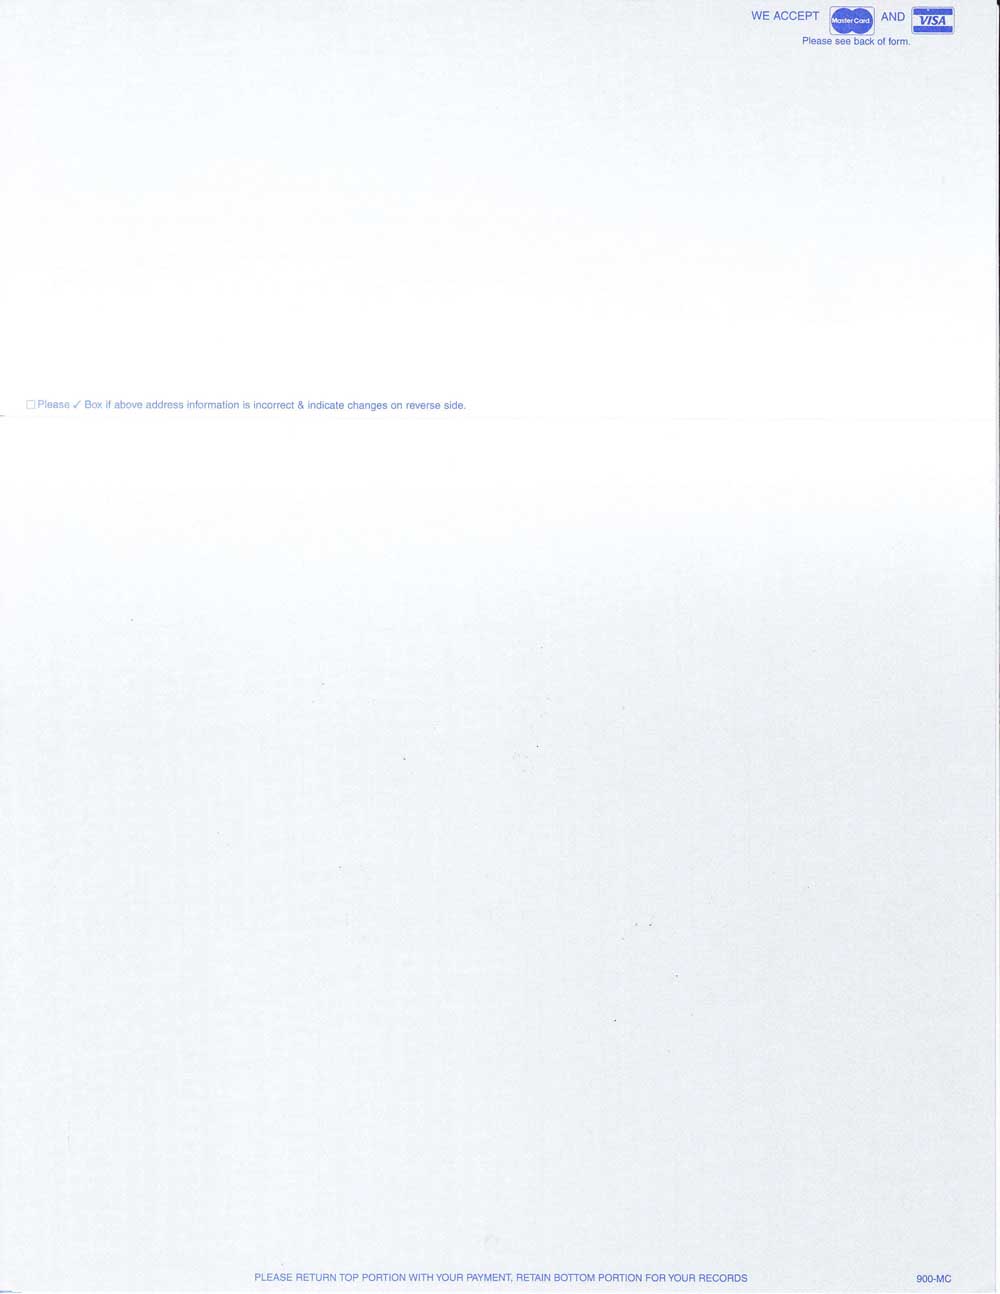 WE ACCEPT MasterCard AND VISA
Please see back of form.
☐ Please ✓ Box if above address information is incorrect & indicate changes on reverse side.
PLEASE RETURN TOP PORTION WITH YOUR PAYMENT, RETAIN BOTTOM PORTION FOR YOUR RECORDS
900-MC